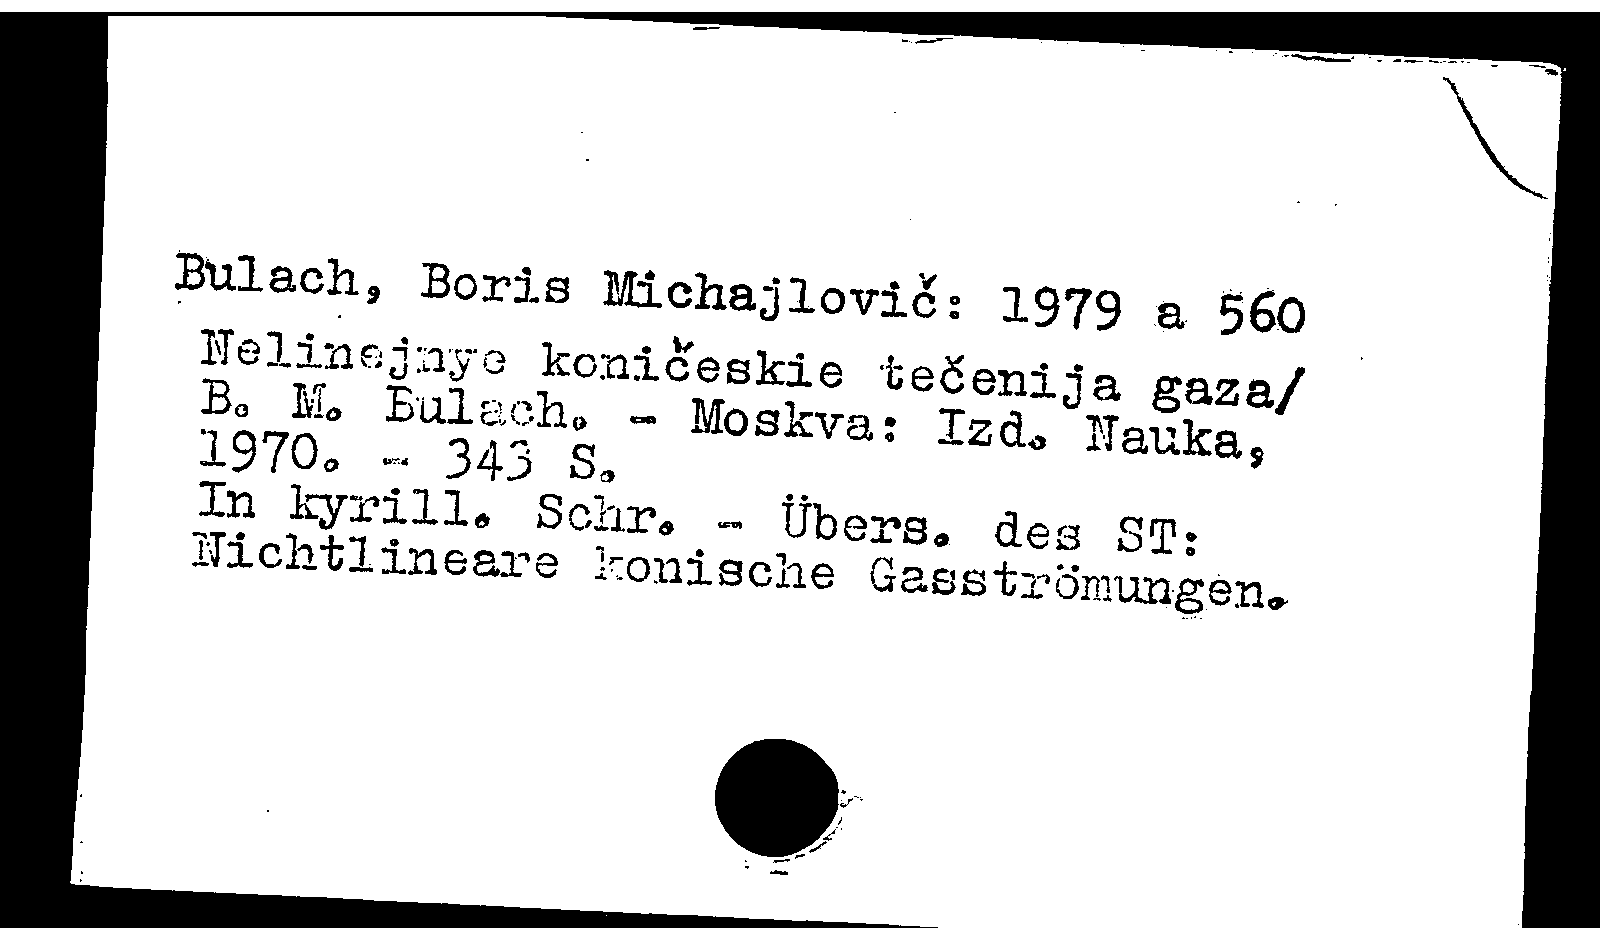 Bulach, Boris Michajlovič: 1979 a 560
Nelinejnye koničeskie tečenija gaza/
B. M. Bulach. - Moskva: Izd. Nauka,
1970. - 343 S.
In kyrill. Schr. - Übers. des ST:
Nichtlineare konische Gasströmungen.